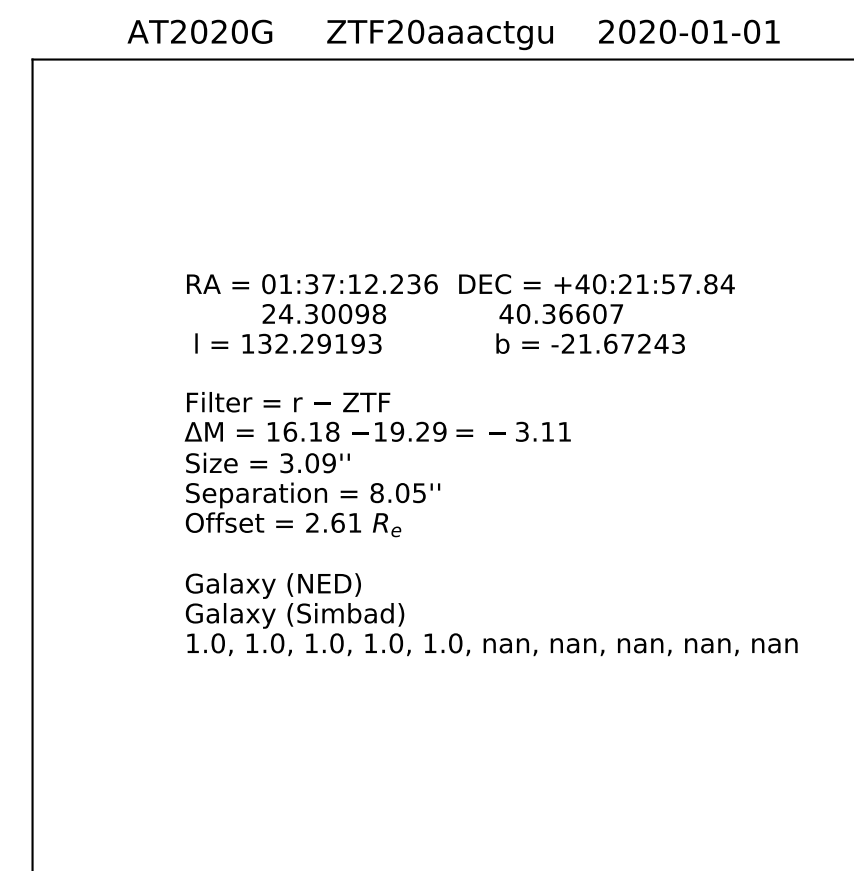 AT2020G ZTF20aaactgu 2020-01-01
RA = 01:37:12.236 DEC = +40:21:57.84
24.30098 40.36607
l = 132.29193 b = -21.67243
Filter = r − ZTF
ΔM = 16.18 −19.29 = − 3.11
Size = 3.09''
Separation = 8.05''
Offset = 2.61 Re
Galaxy (NED)
Galaxy (Simbad)
1.0, 1.0, 1.0, 1.0, 1.0, nan, nan, nan, nan, nan